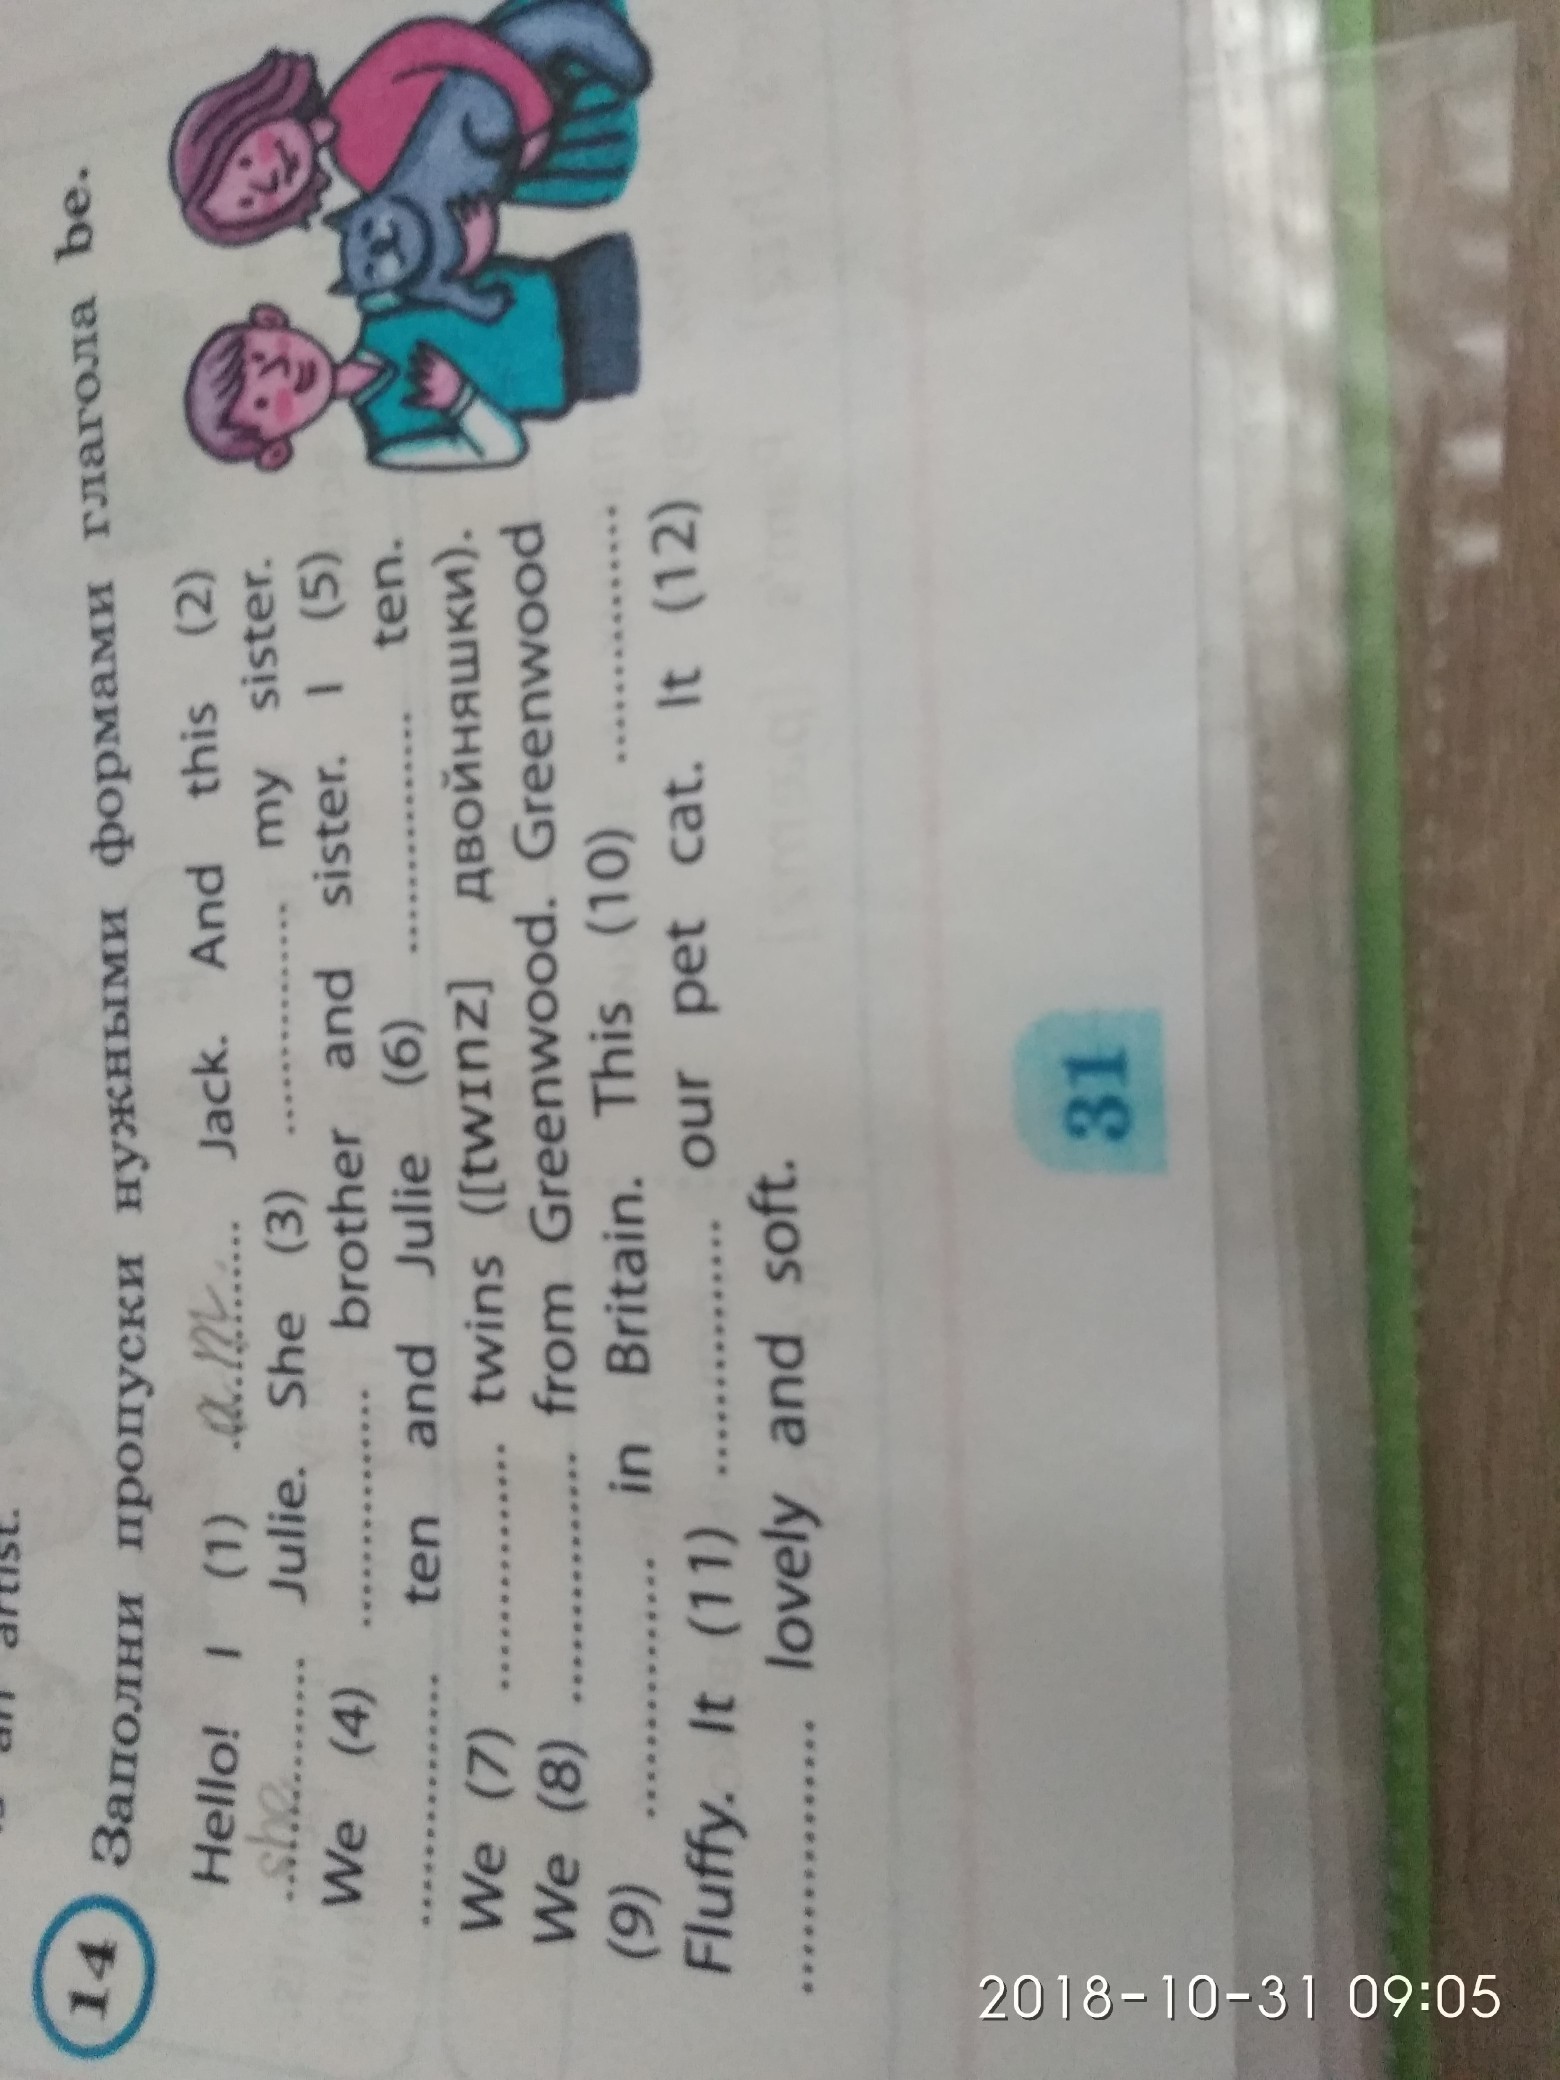 artist.
14 Заполни пропуски нужными формами глагола be.
Hello! I (1) am Jack. And this (2)
she Julie. She (3) .............. my sister.
We (4) .............. brother and sister. I (5)
.............. ten and Julie (6) .............. ten.
We (7) .............. twins ([twɪnz] двойняшки).
We (8) .............. from Greenwood. Greenwood
(9) .............. in Britain. This (10) ..............
Fluffy. It (11) .............. our pet cat. It (12)
.............. lovely and soft.
31
2018-10-31 09:05